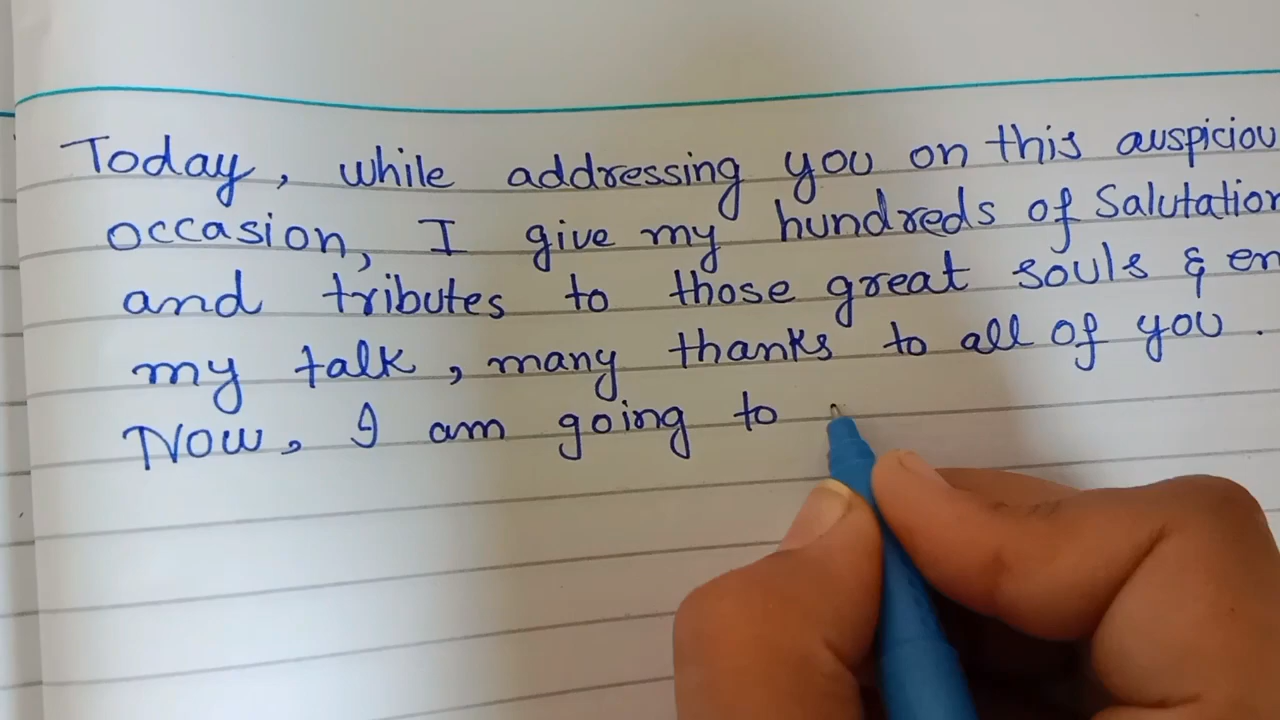 Today, while addressing you on this auspiciou
occasion, I give my hundreds of Salutation
and tributes to those great souls & en
my talk, many thanks to all of you.
Now, I am going to